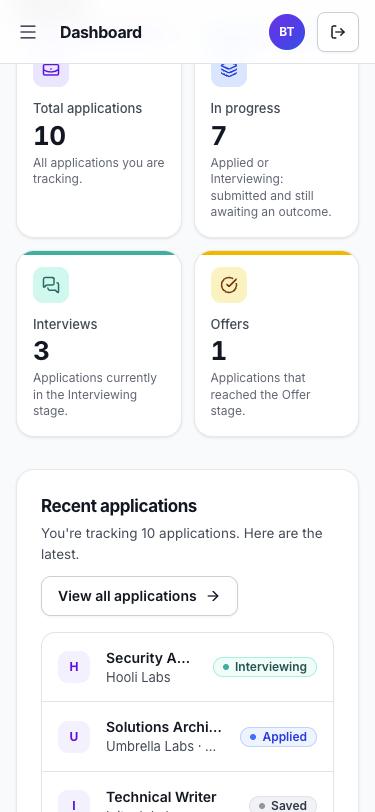 Dashboard
BT
Total applications
10
All applications you are
tracking.
In progress
7
Applied or
Interviewing:
submitted and still
awaiting an outcome.
Interviews
3
Applications currently
in the Interviewing
stage.
Offers
1
Applications that
reached the Offer
stage.
Recent applications
You're tracking 10 applications. Here are the
latest.
View all applications
H
Security A...
Hooli Labs
Interviewing
U
Solutions Archi...
Umbrella Labs · ...
Applied
I
Technical Writer
Saved